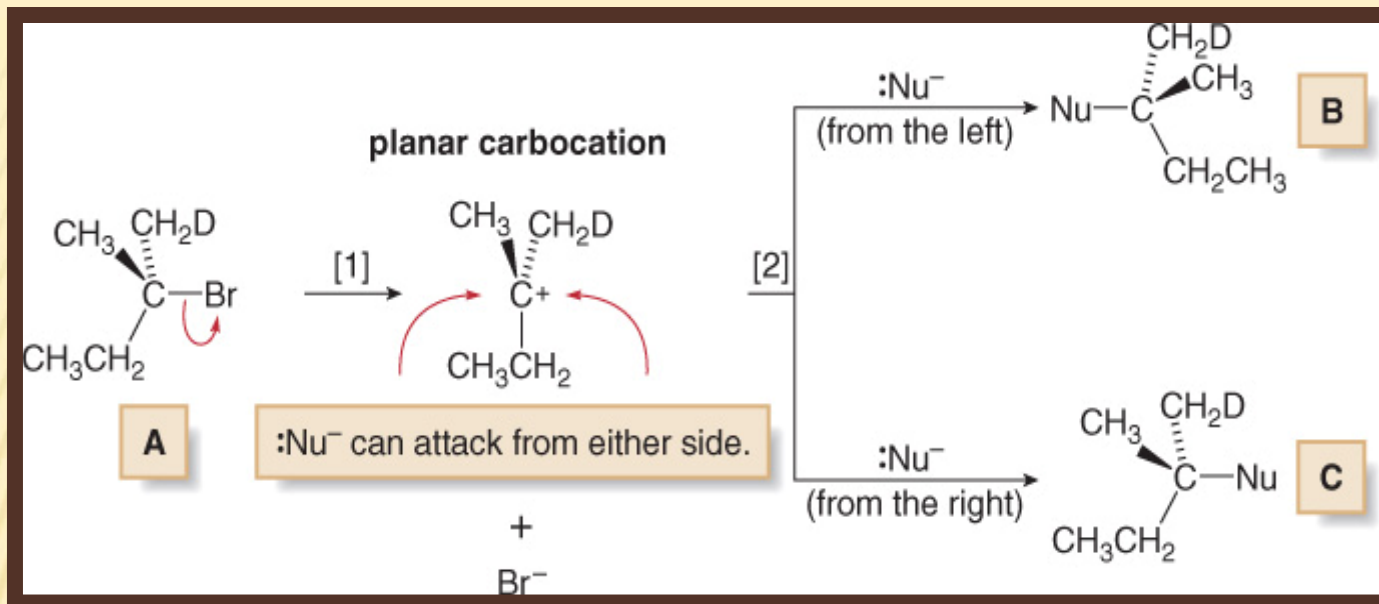 planar carbocation
CH₃ CH₂D
C—Br
CH₃CH₂
A
[1]
CH₃ CH₂D
C+
CH₃CH₂
:Nu⁻ can attack from either side.
+
Br⁻
[2]
:Nu⁻
(from the left)
CH₂D
CH₃
Nu—C
CH₂CH₃
B
:Nu⁻
(from the right)
CH₃ CH₂D
C—Nu
CH₃CH₂
C